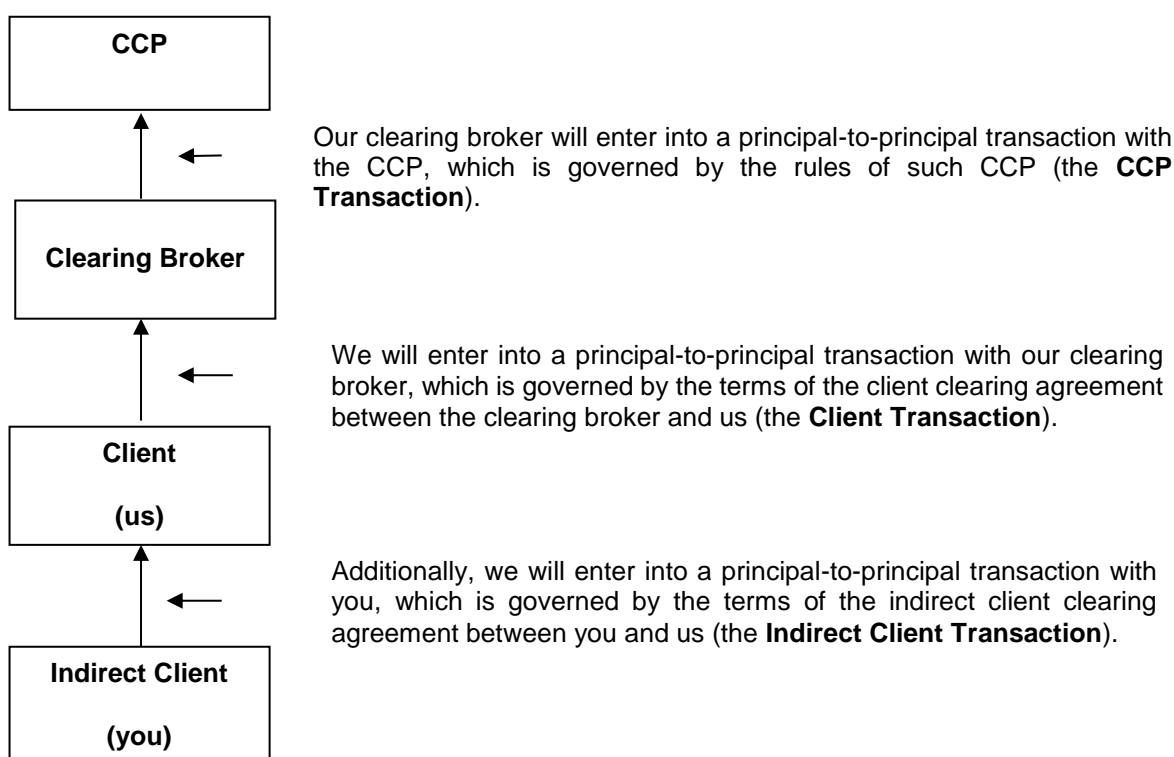 CCP
Our clearing broker will enter into a principal-to-principal transaction with
the CCP, which is governed by the rules of such CCP (the CCP
Transaction).
Clearing Broker
We will enter into a principal-to-principal transaction with our clearing
broker, which is governed by the terms of the client clearing agreement
between the clearing broker and us (the Client Transaction).
Client
(us)
Additionally, we will enter into a principal-to-principal transaction with
you, which is governed by the terms of the indirect client clearing
agreement between you and us (the Indirect Client Transaction).
Indirect Client
(you)